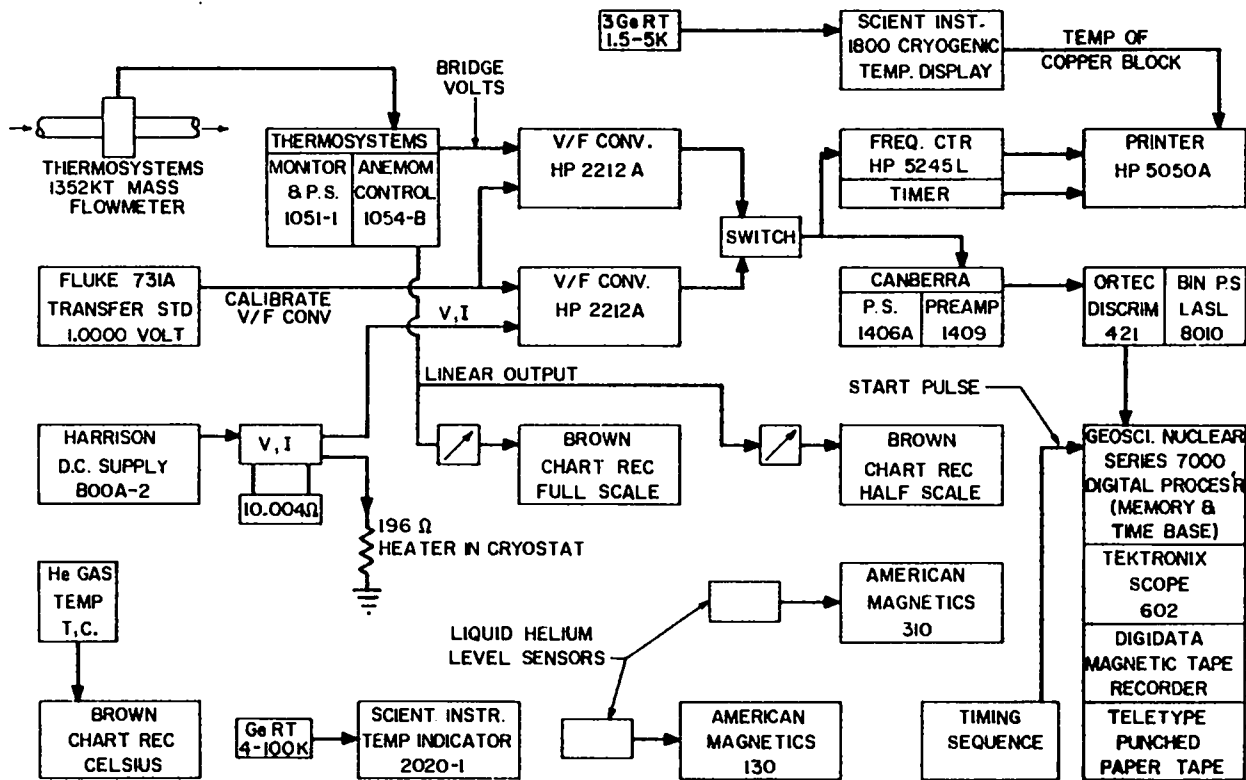 3 Ge RT
1.5-5K
SCIENT INST.
1800 CRYOGENIC
TEMP. DISPLAY
TEMP OF
COPPER BLOCK
BRIDGE
VOLTS
THERMOSYSTEMS
1352KT MASS
FLOWMETER
THERMOSYSTEMS
MONITOR
& P.S.
1051-1
ANEMOM
CONTROL
1054-B
V/F CONV.
HP 2212 A
FREQ. CTR
HP 5245L
TIMER
PRINTER
HP 5050A
SWITCH
FLUKE 731A
TRANSFER STD
1.0000 VOLT
CALIBRATE
V/F CONV
V,I
V/F CONV.
HP 2212A
CANBERRA
P.S.
1406A
PREAMP
1409
ORTEC
DISCRIM
421
BIN P.S
LASL
8010
LINEAR OUTPUT
START PULSE
HARRISON
D.C. SUPPLY
800A-2
V,I
10.004Ω
BROWN
CHART REC
FULL SCALE
BROWN
CHART REC
HALF SCALE
GEOSCI. NUCLEAR
SERIES 7000
DIGITAL PROCES'R
(MEMORY &
TIME BASE)
196 Ω
HEATER IN CRYOSTAT
He GAS
TEMP
T,C.
LIQUID HELIUM
LEVEL SENSORS
AMERICAN
MAGNETICS
310
TEKTRONIX
SCOPE
602
DIGIDATA
MAGNETIC TAPE
RECORDER
BROWN
CHART REC
CELSIUS
Ge RT
4-100K
SCIENT. INSTR.
TEMP INDICATOR
2020-1
AMERICAN
MAGNETICS
130
TIMING
SEQUENCE
TELETYPE
PUNCHED
PAPER TAPE